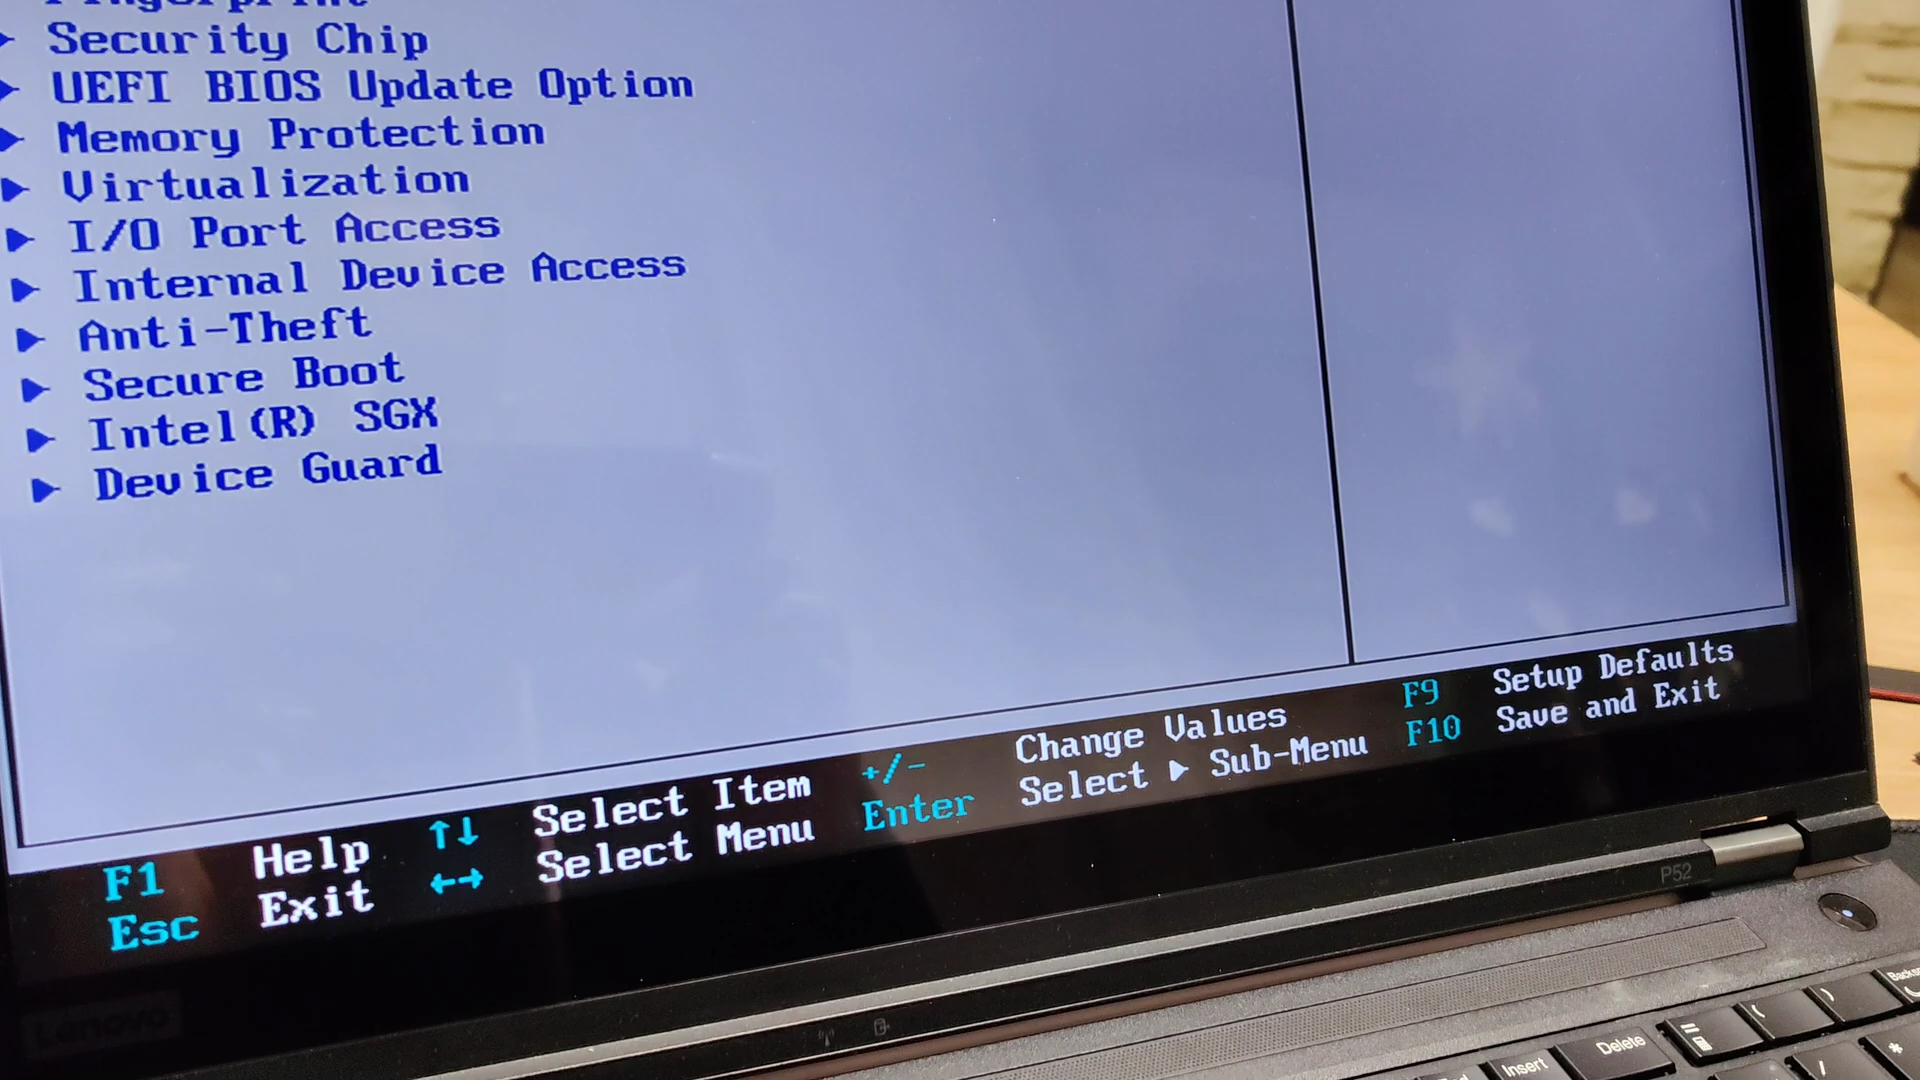 Fingerprint
Security Chip
UEFI BIOS Update Option
Memory Protection
Virtualization
I/O Port Access
Internal Device Access
Anti-Theft
Secure Boot
Intel(R) SGX
Device Guard
F1 Help ↑↓ Select Item +/- Change Values F9 Setup Defaults
Esc Exit ←→ Select Menu Enter Select ▶ Sub-Menu F10 Save and Exit
P52
Lenovo
Insert
Delete
=
(
)
/
*